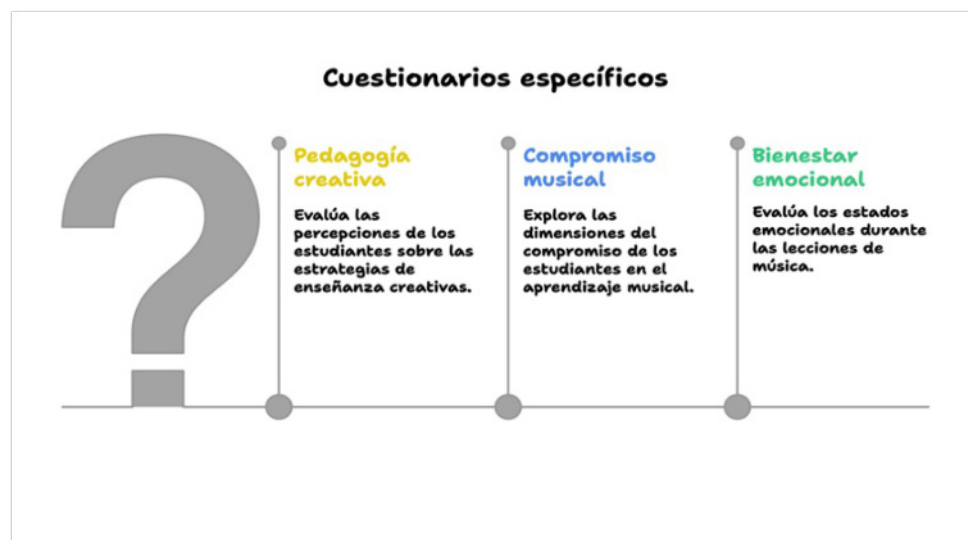 Cuestionarios específicos
Pedagogía
creativa
Evalúa las
percepciones de los
estudiantes sobre las
estrategias de
enseñanza creativas.
Compromiso
musical
Explora las
dimensiones del
compromiso de los
estudiantes en el
aprendizaje musical.
Bienestar
emocional
Evalúa los estados
emocionales durante
las lecciones de
música.